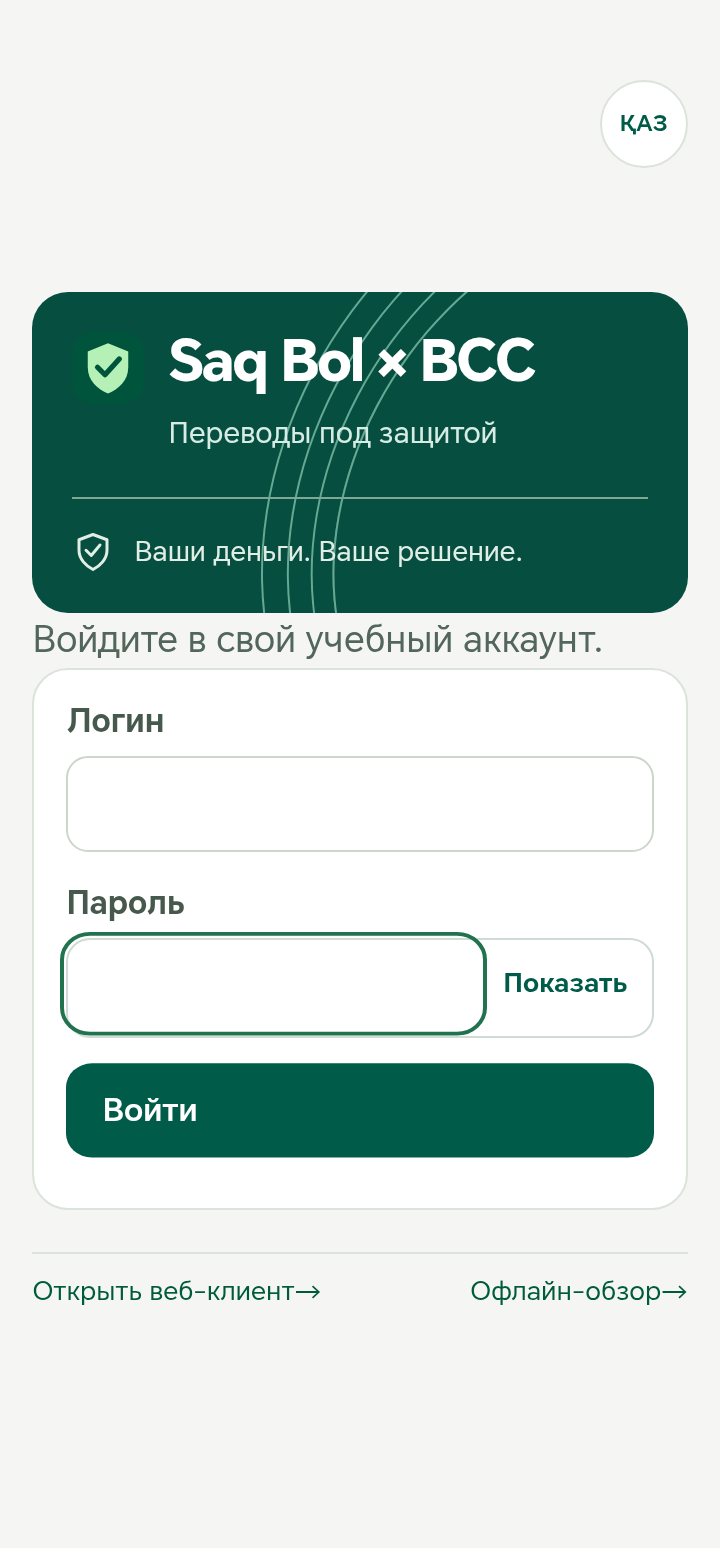 ҚАЗ
Saq Bol × BCC
Переводы под защитой
Ваши деньги. Ваше решение.
Войдите в свой учебный аккаунт.
Логин
Пароль
Показать
Войти
Открыть веб-клиент→
Офлайн-обзор→